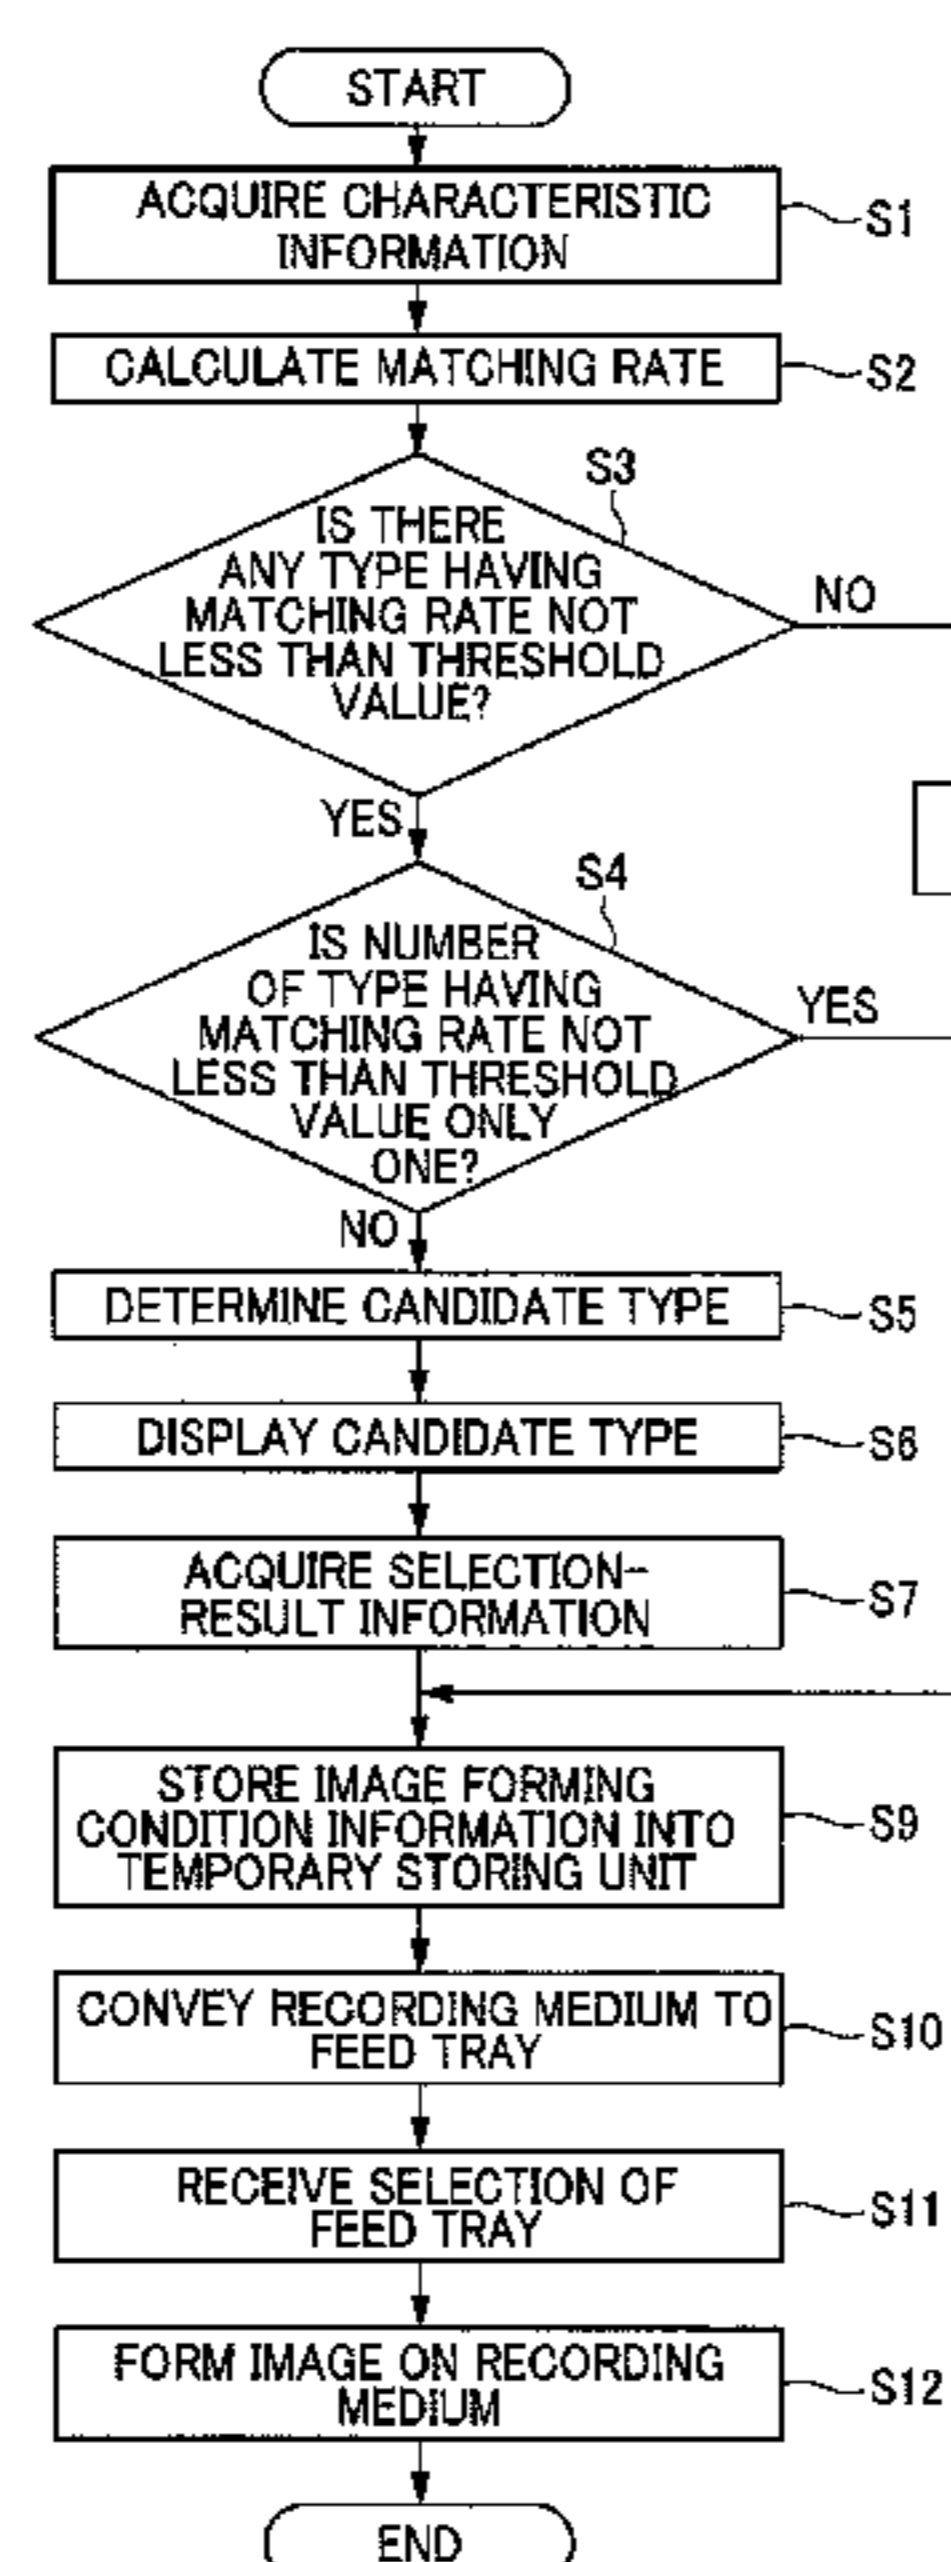 START
ACQUIRE CHARACTERISTIC
INFORMATION
S1
CALCULATE MATCHING RATE
S2
S3
IS THERE
ANY TYPE HAVING
MATCHING RATE NOT
LESS THAN THRESHOLD
VALUE?
NO
YES
S4
IS NUMBER
OF TYPE HAVING
MATCHING RATE NOT
LESS THAN THRESHOLD
VALUE ONLY
ONE?
YES
NO
DETERMINE CANDIDATE TYPE
S5
DISPLAY CANDIDATE TYPE
S6
ACQUIRE SELECTION-
RESULT INFORMATION
S7
STORE IMAGE FORMING
CONDITION INFORMATION INTO
TEMPORARY STORING UNIT
S9
CONVEY RECORDING MEDIUM TO
FEED TRAY
S10
RECEIVE SELECTION OF
FEED TRAY
S11
FORM IMAGE ON RECORDING
MEDIUM
S12
END